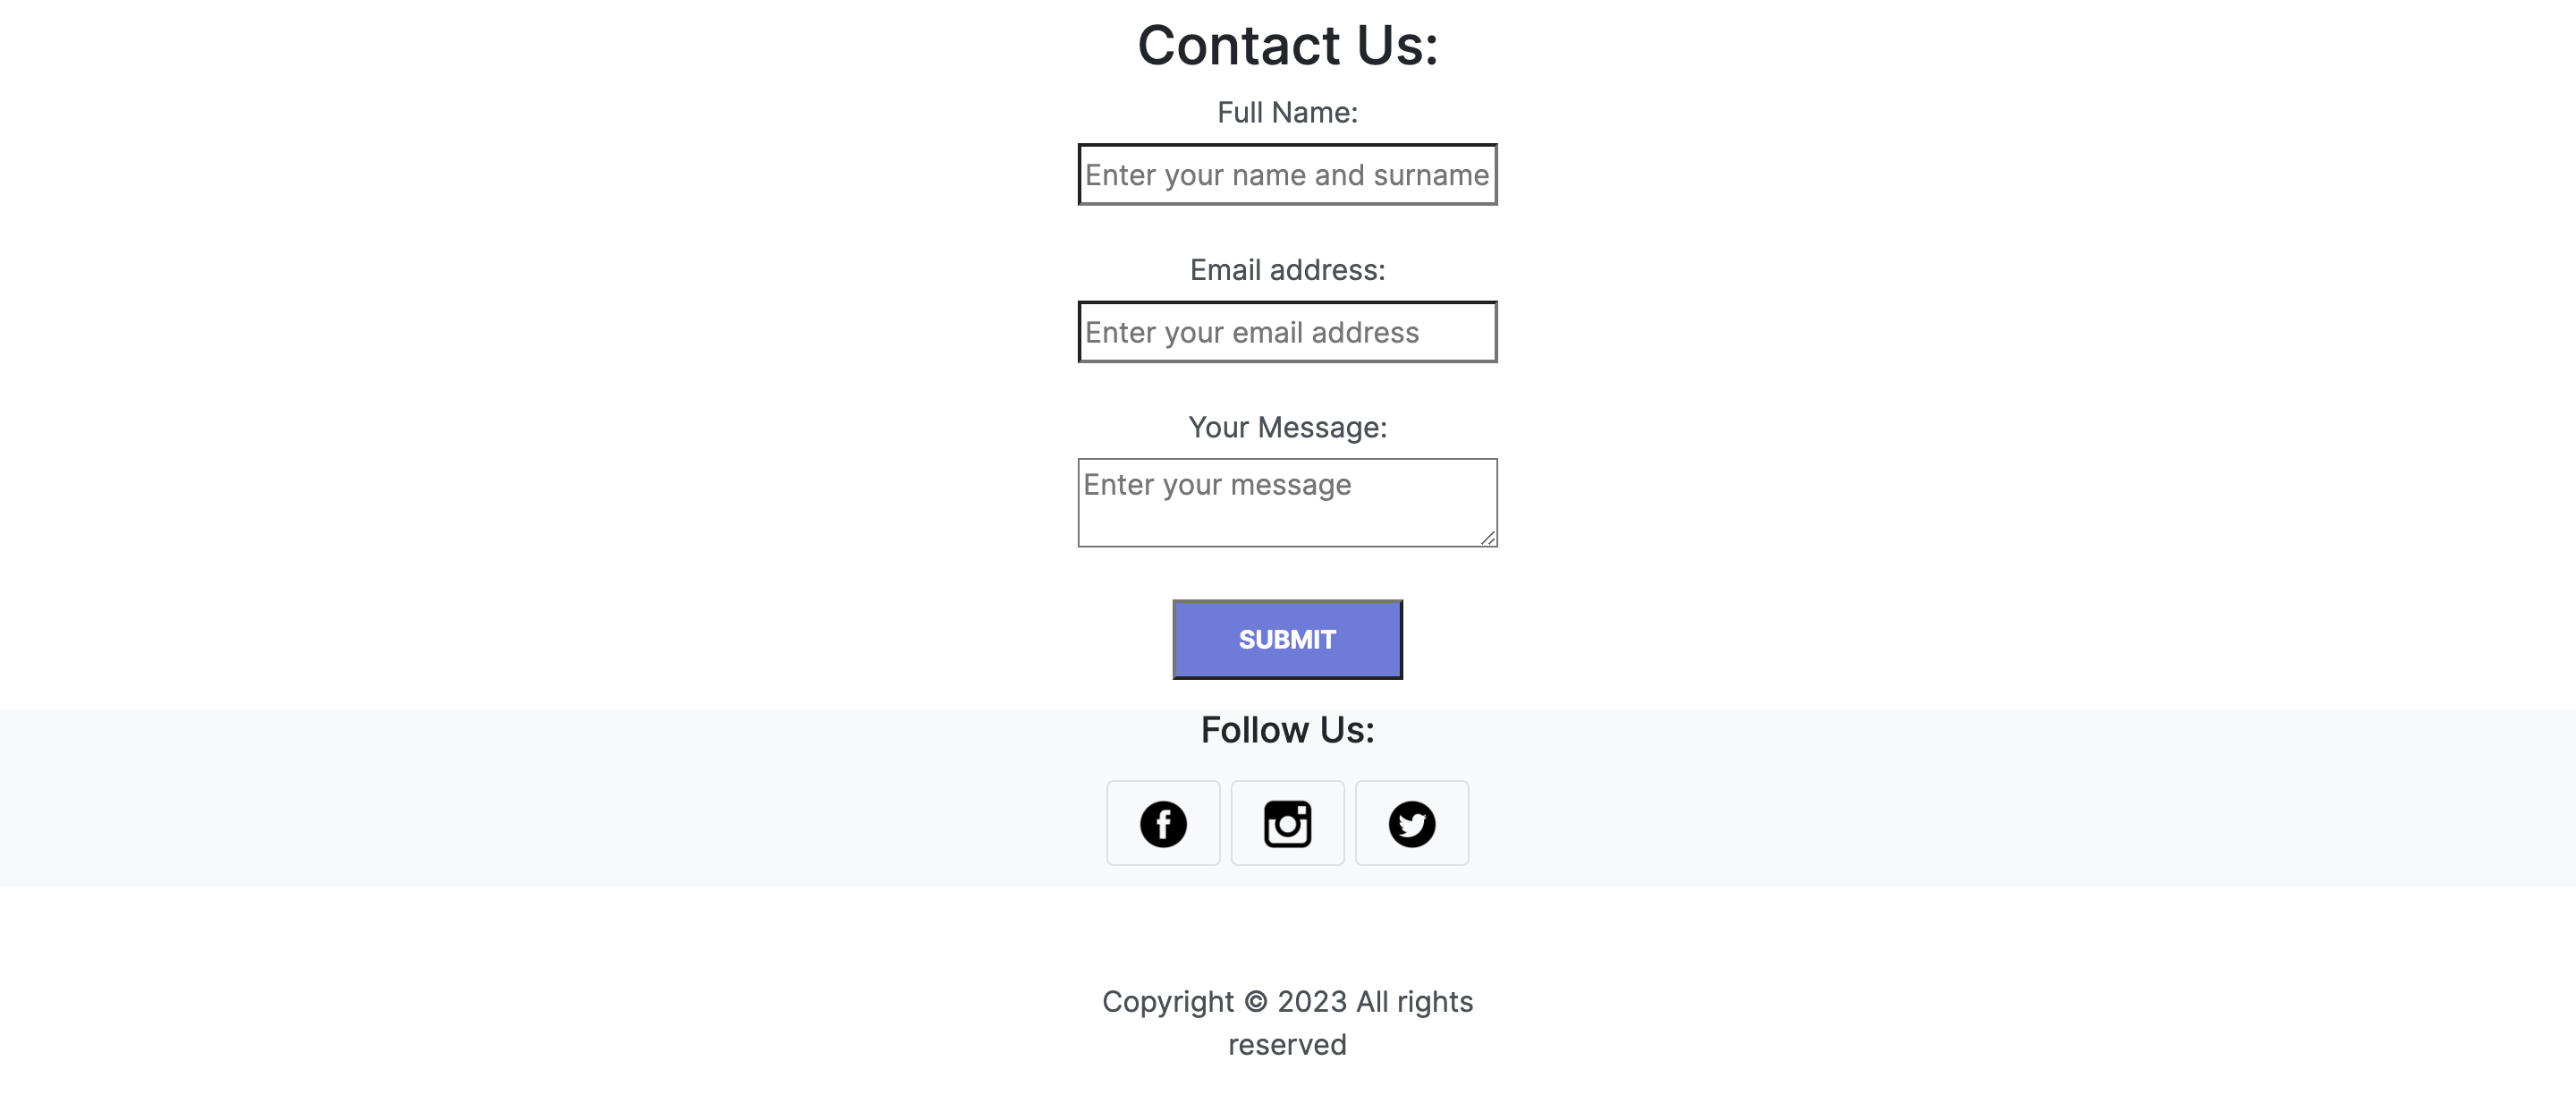 Contact Us:
Full Name:
Enter your name and surname
Email address:
Enter your email address
Your Message:
Enter your message
SUBMIT
Follow Us:
Copyright © 2023 All rights
reserved